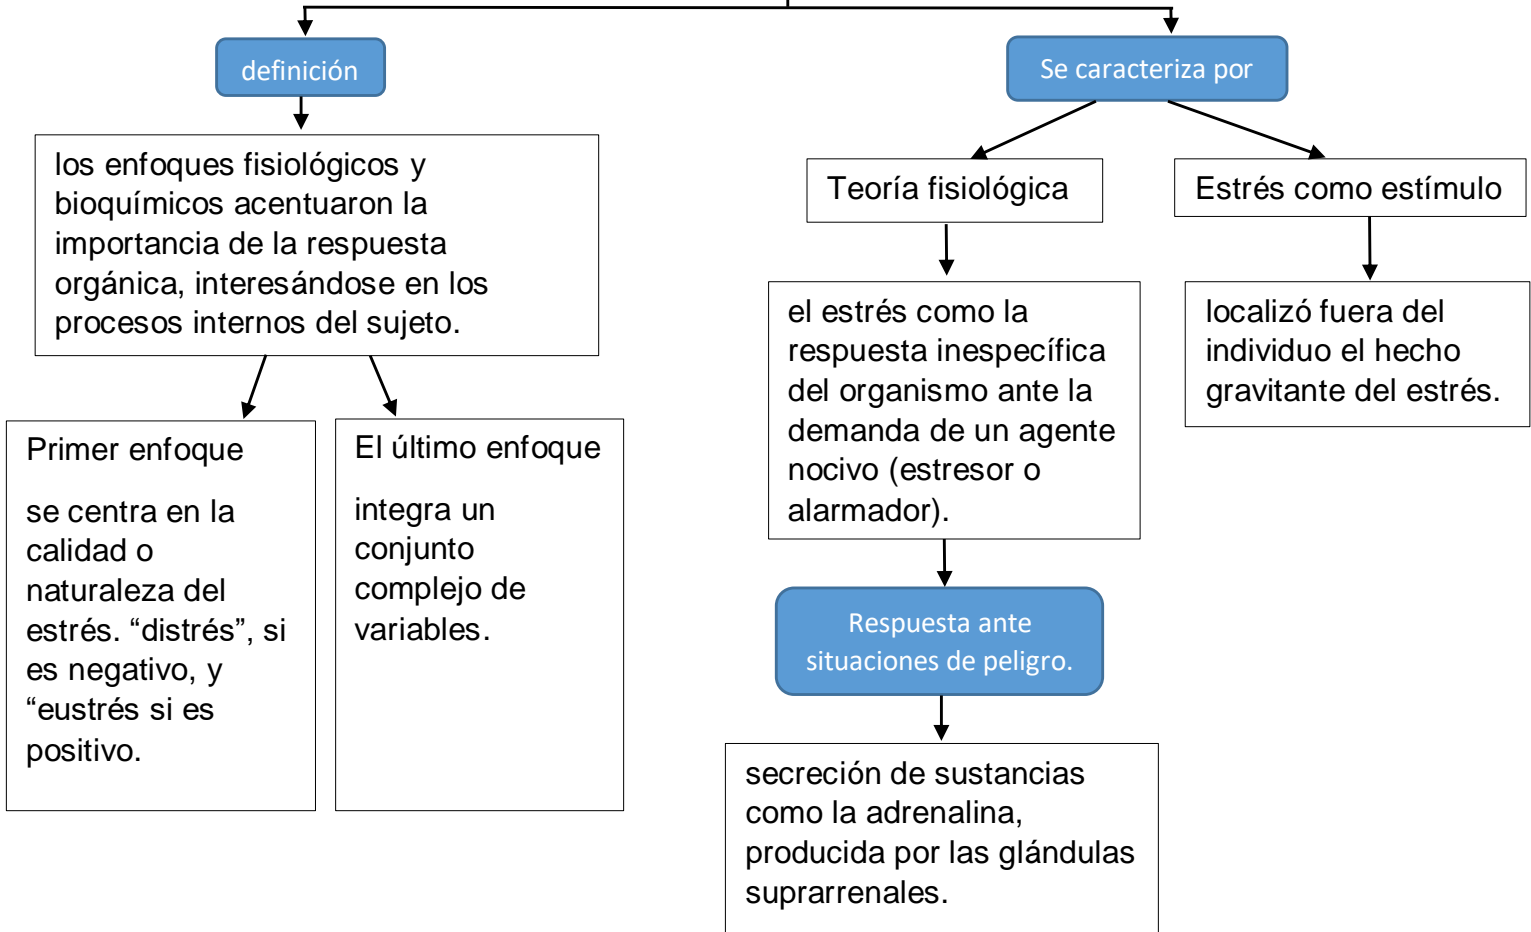 definición
Se caracteriza por
los enfoques fisiológicos y
bioquímicos acentuaron la
importancia de la respuesta
orgánica, interesándose en los
procesos internos del sujeto.
Teoría fisiológica
Estrés como estímulo
el estrés como la
respuesta inespecífica
del organismo ante la
demanda de un agente
nocivo (estresor o
alarmador).
localizó fuera del
individuo el hecho
gravitante del estrés.
Primer enfoque
se centra en la
calidad o
naturaleza del
estrés. “distrés”, si
es negativo, y
“eustrés si es
positivo.
El último enfoque
integra un
conjunto
complejo de
variables.
Respuesta ante
situaciones de peligro.
secreción de sustancias
como la adrenalina,
producida por las glándulas
suprarrenales.